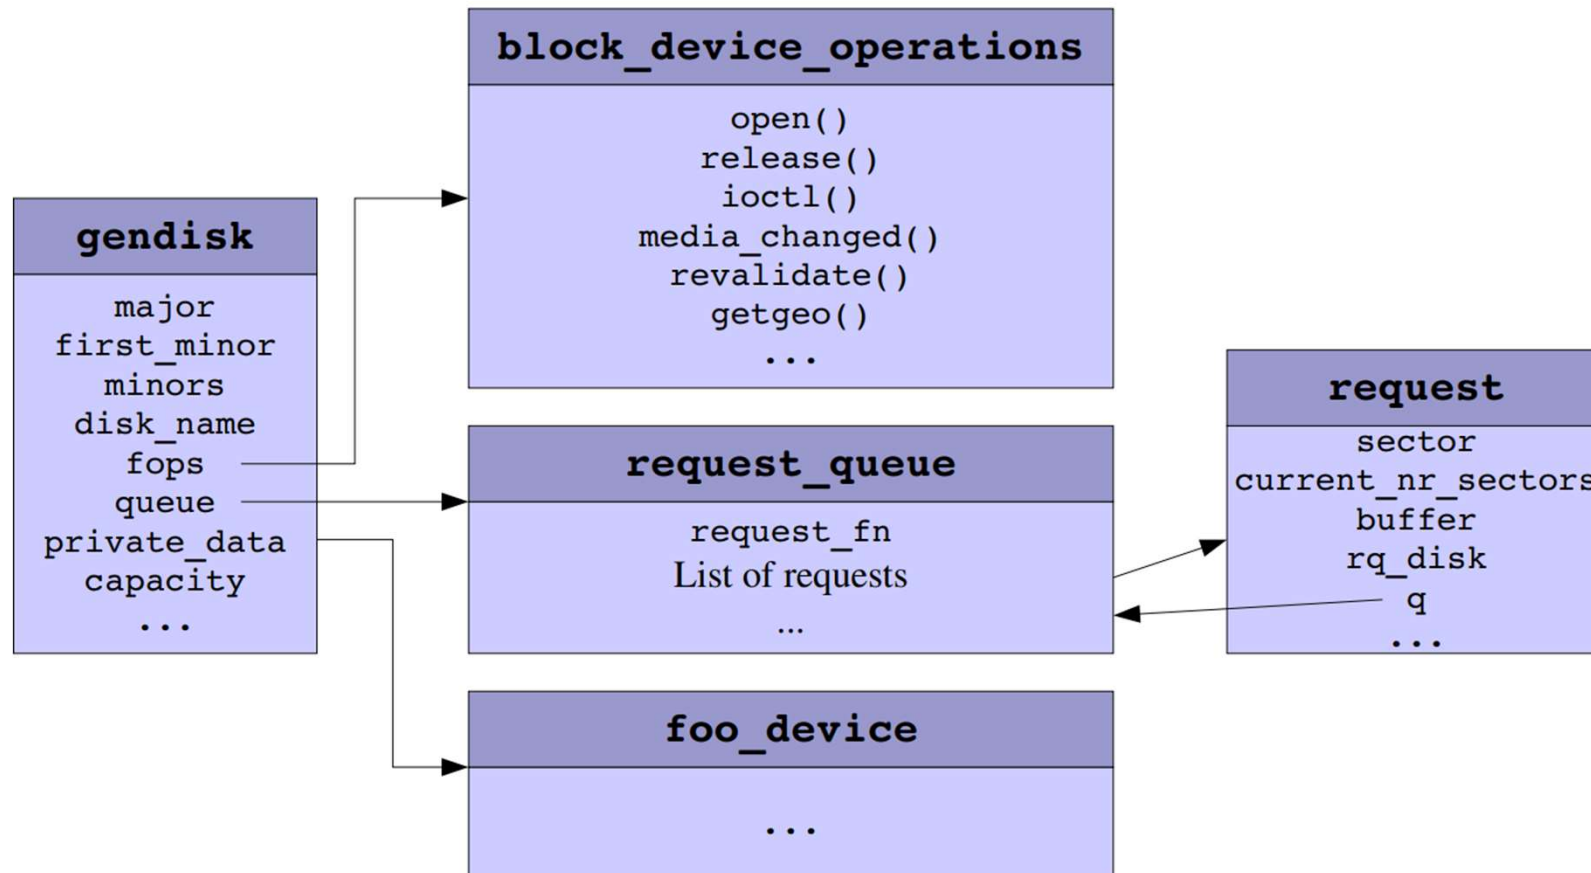 block_device_operations
open()
release()
ioctl()
media_changed()
revalidate()
getgeo()
...
gendisk
major
first_minor
minors
disk_name
fops
queue
private_data
capacity
...
request_queue
request_fn
List of requests
...
request
sector
current_nr_sectors
buffer
rq_disk
q
...
foo_device
...